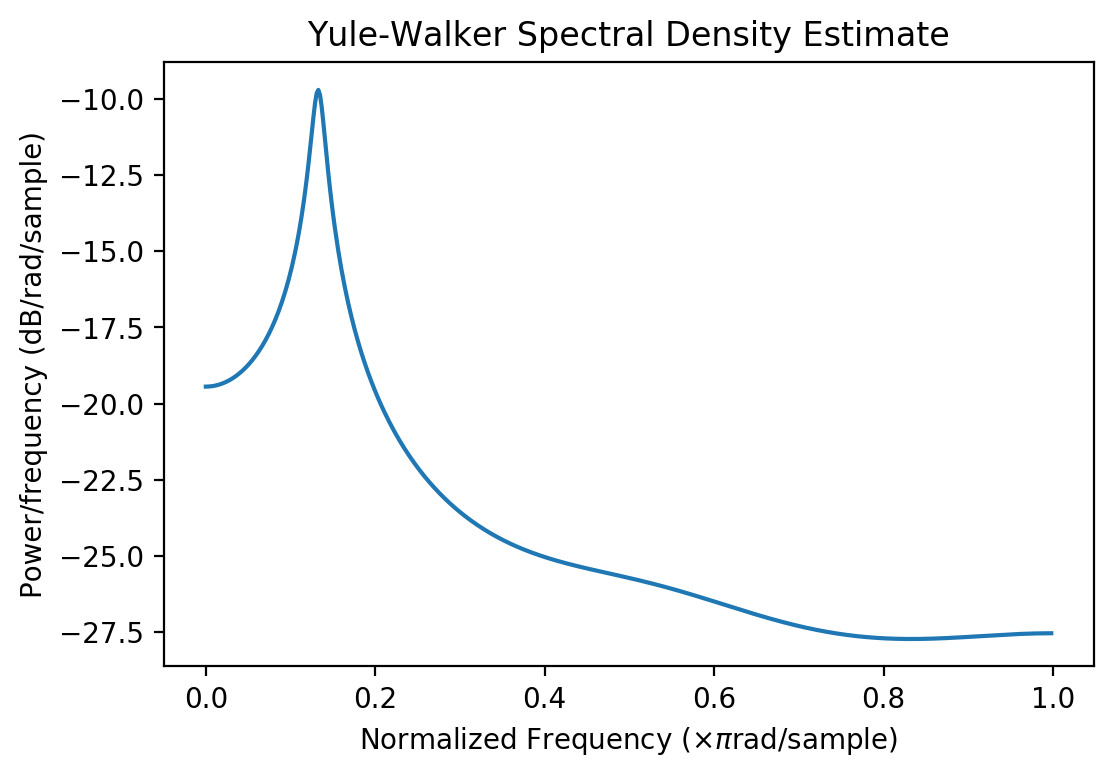 Yule-Walker Spectral Density Estimate
Power/frequency (dB/rad/sample)
−10.0
−12.5
−15.0
−17.5
−20.0
−22.5
−25.0
−27.5
0.0 0.2 0.4 0.6 0.8 1.0
Normalized Frequency (×πrad/sample)